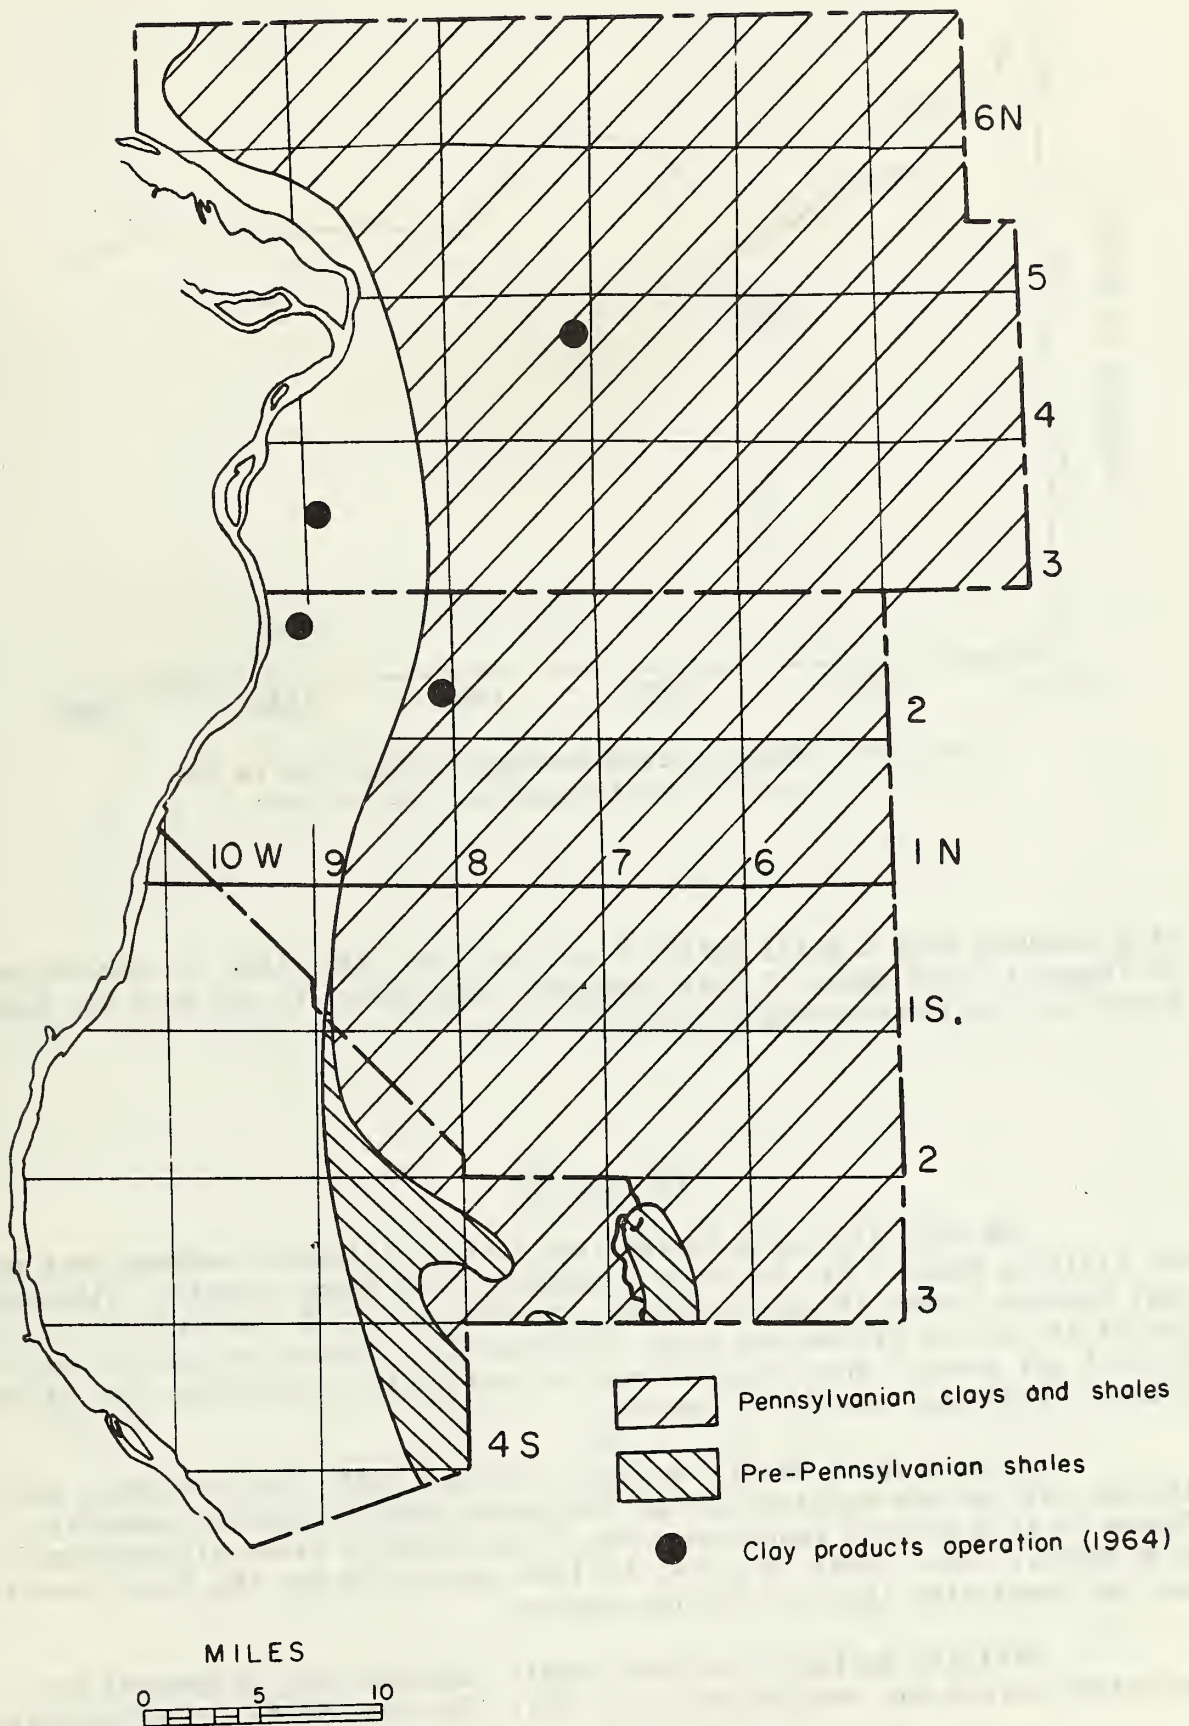 6N
5
4
3
2
10 W 9 8 7 6 1 N
1 S.
2
3
4 S
Pennsylvanian clays and shales
Pre-Pennsylvanian shales
Clay products operation (1964)
MILES
0 5 10